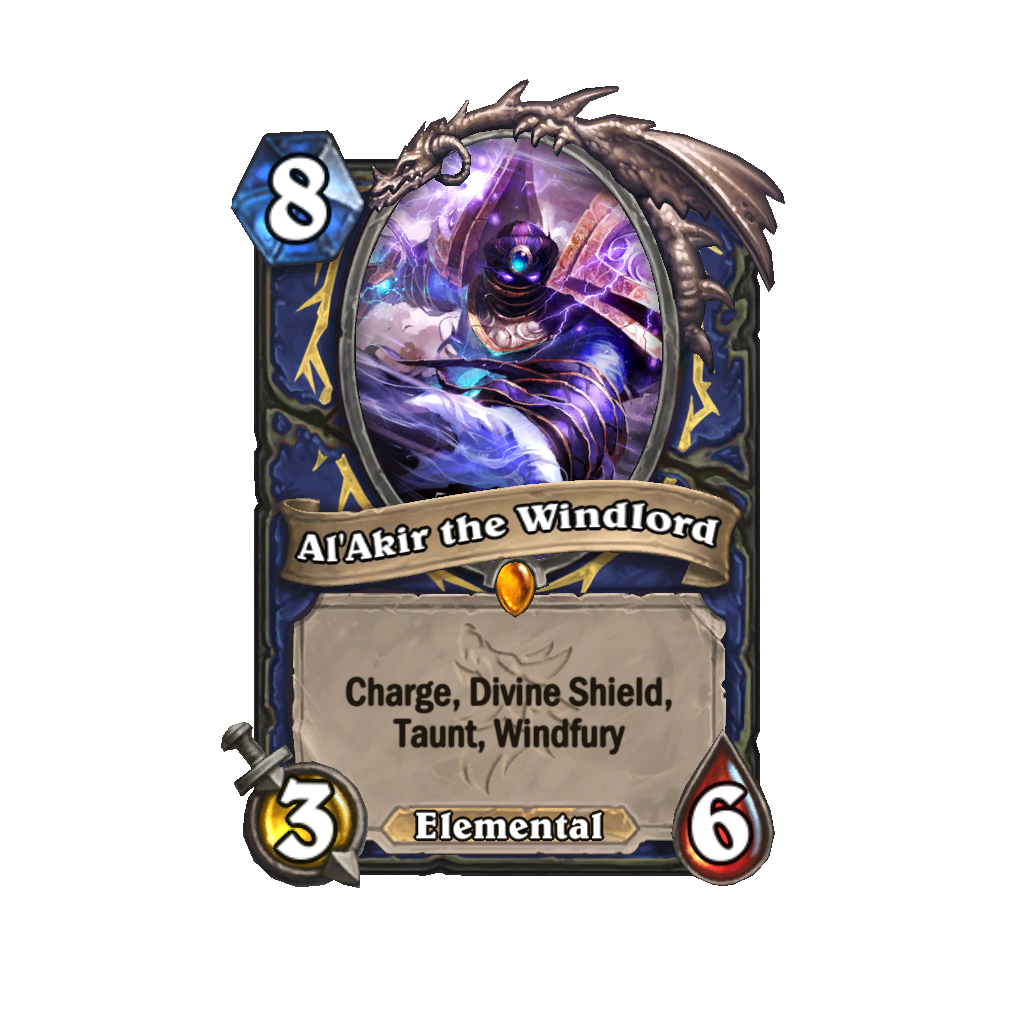 8
Al'Akir the Windlord
Charge, Divine Shield,
Taunt, Windfury
3
Elemental
6